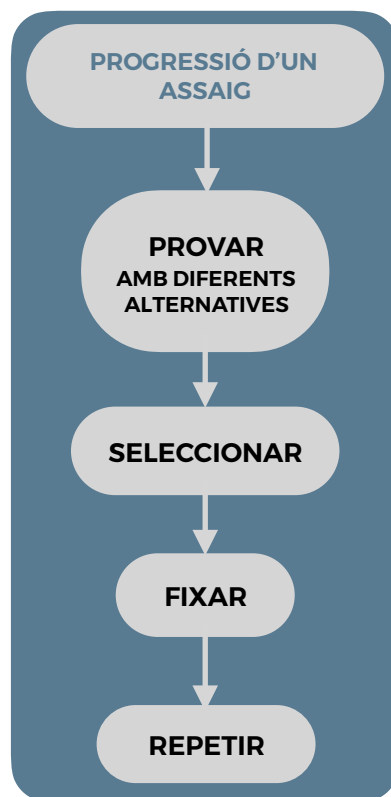 PROGRESSIÓ D'UN
ASSAIG
PROVAR
AMB DIFERENTS
ALTERNATIVES
SELECCIONAR
FIXAR
REPETIR